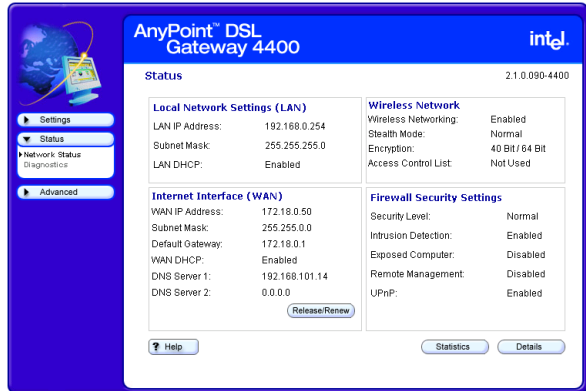 AnyPoint™ DSL
Gateway 4400
intel.
Status
2.1.0.090-4400
Settings
Status
Network Status
Diagnostics
Advanced
Local Network Settings (LAN)
LAN IP Address: 192.168.0.254
Subnet Mask: 255.255.255.0
LAN DHCP: Enabled
Wireless Network
Wireless Networking: Enabled
Stealth Mode: Normal
Encryption: 40 Bit / 64 Bit
Access Control List: Not Used
Internet Interface (WAN)
WAN IP Address: 172.18.0.50
Subnet Mask: 255.255.0.0
Default Gateway: 172.18.0.1
WAN DHCP: Enabled
DNS Server 1: 192.168.101.14
DNS Server 2: 0.0.0.0
Release/Renew
Firewall Security Settings
Security Level: Normal
Intrusion Detection: Enabled
Exposed Computer: Disabled
Remote Management: Disabled
UPnP: Enabled
? Help
Statistics
Details